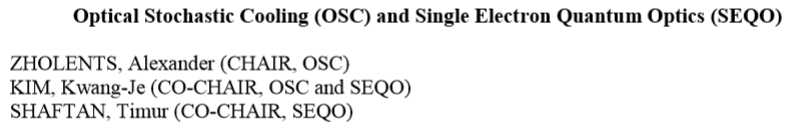 Optical Stochastic Cooling (OSC) and Single Electron Quantum Optics (SEQO)
ZHOLENTS, Alexander (CHAIR, OSC)
KIM, Kwang-Je (CO-CHAIR, OSC and SEQO)
SHAFTAN, Timur (CO-CHAIR, SEQO)